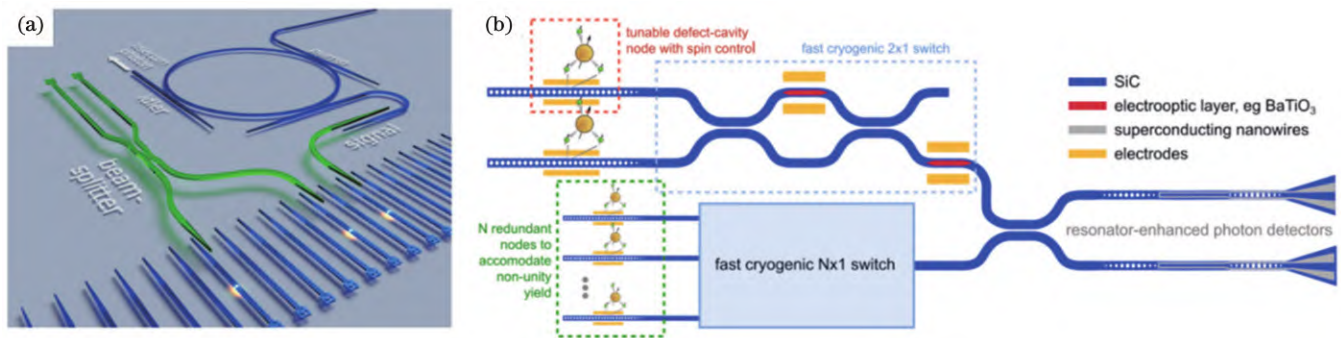 (a)
idler
signal
beam-
splitter
(b)
tunable defect-cavity
node with spin control
fast cryogenic 2x1 switch
SiC
electrooptic layer, eg BaTiO₃
superconducting nanowires
electrodes
N redundant
nodes to
accomodate
non-unity
yield
fast cryogenic Nx1 switch
resonator-enhanced photon detectors